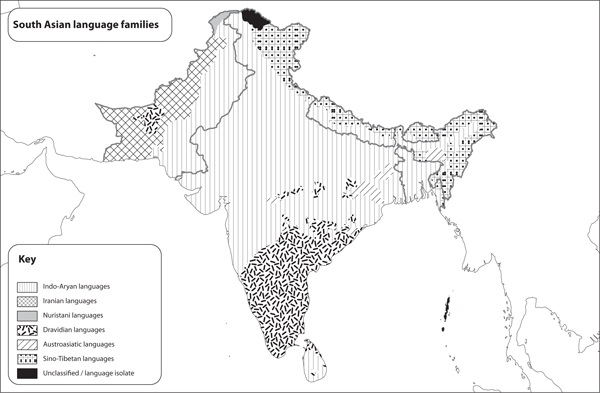 South Asian language families
Key
Indo-Aryan languages
Iranian languages
Nuristani languages
Dravidian languages
Austroasiatic languages
Sino-Tibetan languages
Unclassified / language isolate